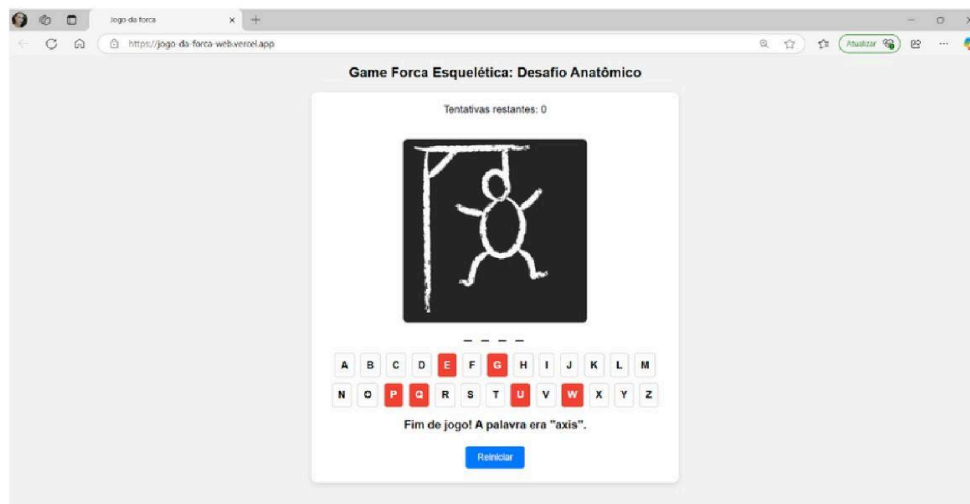 Jogo da forca
https://jogo-da-forca-web.vercel.app
Atualizar
Game Forca Esquelética: Desafio Anatômico
Tentativas restantes: 0
_ _ _ _
A B C D E F G H I J K L M
N O P Q R S T U V W X Y Z
Fim de jogo! A palavra era "axis".
Reiniciar